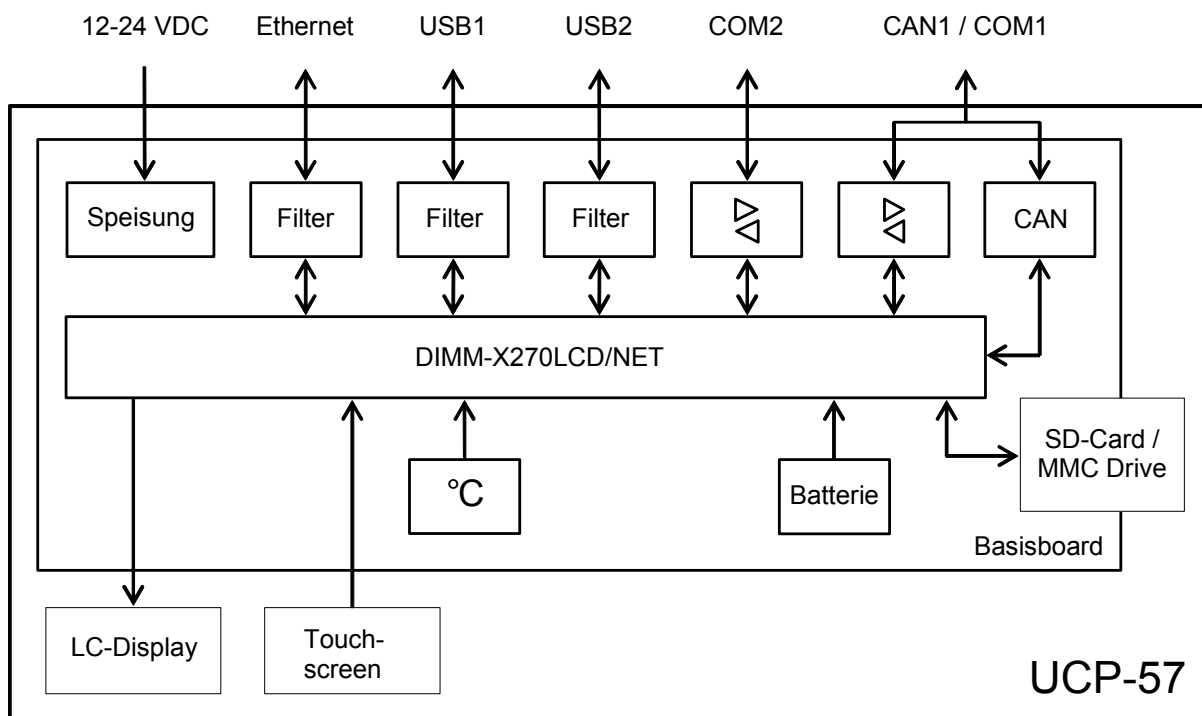 12-24 VDC
Ethernet
USB1
USB2
COM2
CAN1 / COM1
Speisung
Filter
Filter
Filter
CAN
DIMM-X270LCD/NET
°C
Batterie
SD-Card /
MMC Drive
Basisboard
LC-Display
Touch-
screen
UCP-57